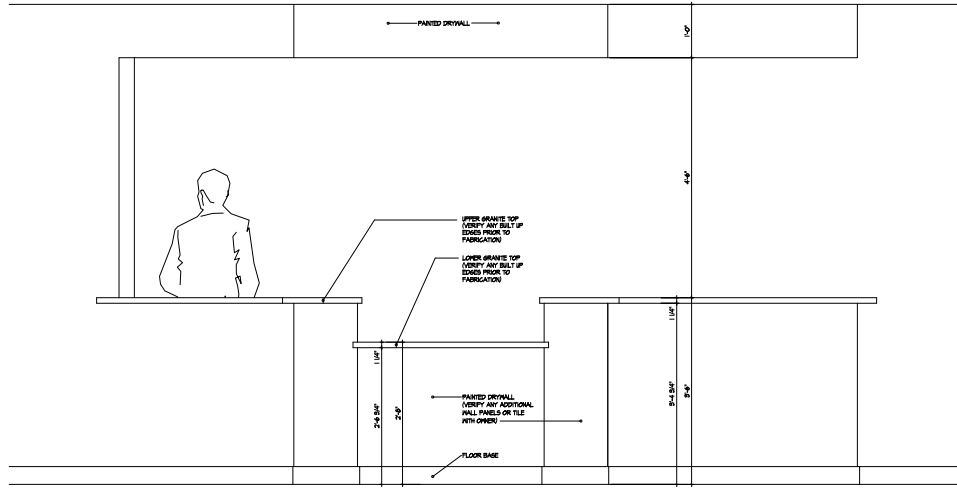 PAINTED DRYWALL
1'-0"
4'-6"
UPPER GRANITE TOP
(VERIFY ANY BUILT UP
EDGES PRIOR TO
FABRICATION)
LOWER GRANITE TOP
(VERIFY ANY BUILT UP
EDGES PRIOR TO
FABRICATION)
1 1/4"
1 1/4"
2'-6 3/4"
2'-8"
3'-4 3/4"
3'-6"
PAINTED DRYWALL
(VERIFY ANY ADDITIONAL
WALL PANELS OR TILE
WITH OWNER)
FLOOR BASE